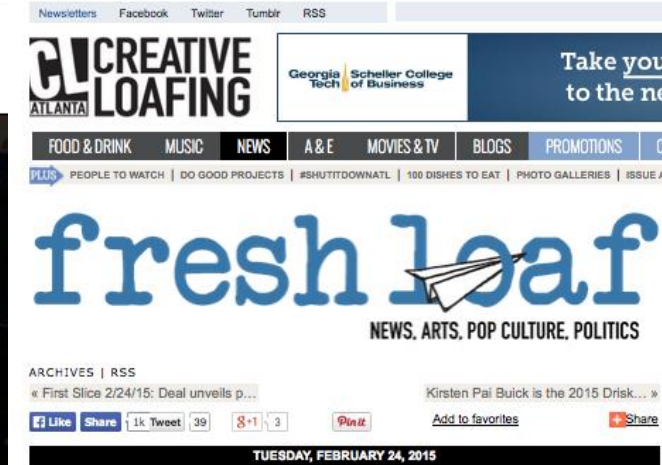 Newsletters Facebook Twitter Tumblr RSS
CL ATLANTA CREATIVE LOAFING
Georgia Tech Scheller College of Business
Take you
to the ne
FOOD & DRINK MUSIC NEWS A & E MOVIES & TV BLOGS PROMOTIONS
PLUS PEOPLE TO WATCH | DO GOOD PROJECTS | #SHUTITDOWNATL | 100 DISHES TO EAT | PHOTO GALLERIES | ISSUE A
fresh loaf
NEWS, ARTS, POP CULTURE, POLITICS
ARCHIVES | RSS
« First Slice 2/24/15: Deal unveils p... Kirsten Pai Buick is the 2015 Drisk... »
Like Share 1k Tweet 39 g+1 3 Pin it Add to favorites Share
TUESDAY, FEBRUARY 24, 2015